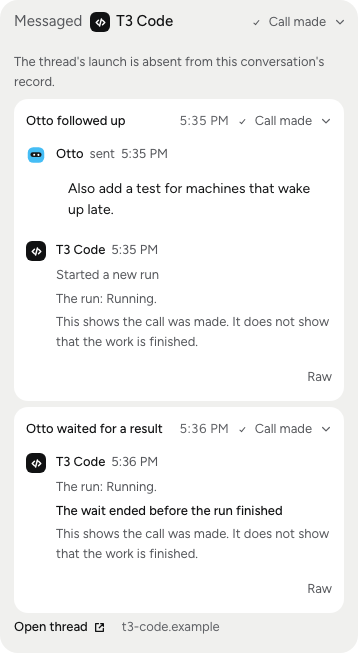 Messaged T3 Code Call made
The thread's launch is absent from this conversation's
record.
Otto followed up 5:35 PM Call made
Otto sent 5:35 PM
Also add a test for machines that wake
up late.
T3 Code 5:35 PM
Started a new run
The run: Running.
This shows the call was made. It does not show
that the work is finished.
Raw
Otto waited for a result 5:36 PM Call made
T3 Code 5:36 PM
The run: Running.
The wait ended before the run finished
This shows the call was made. It does not show
that the work is finished.
Raw
Open thread t3-code.example